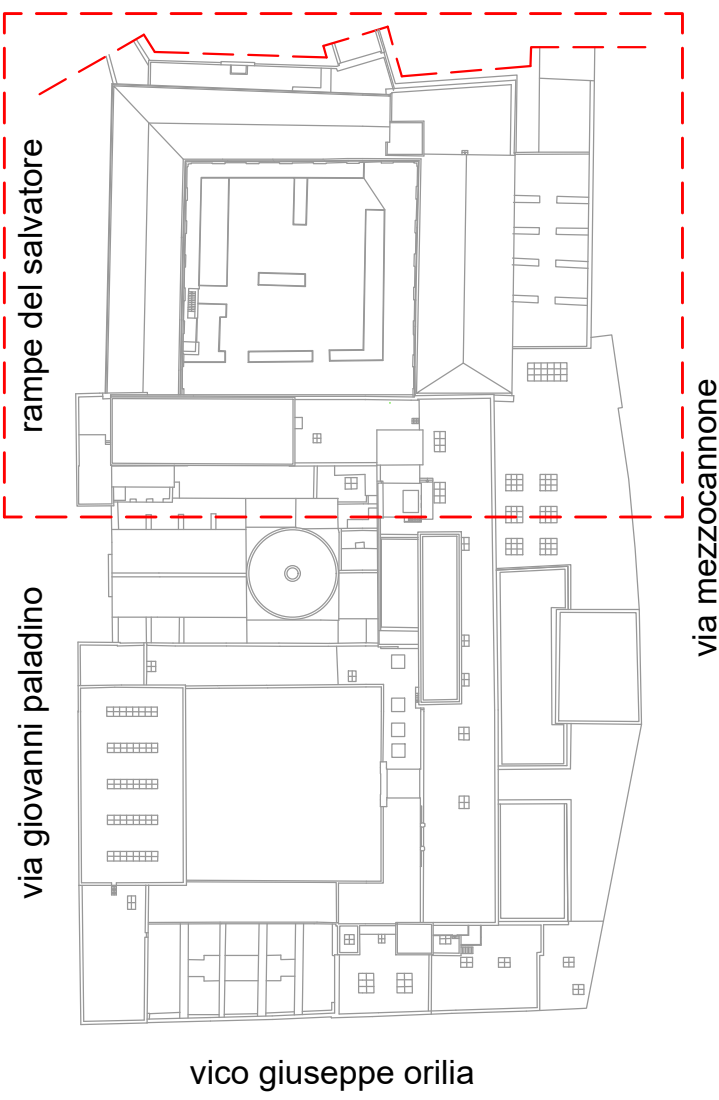 rampe del salvatore
via giovanni paladino
via mezzocannone
vico giuseppe orilia